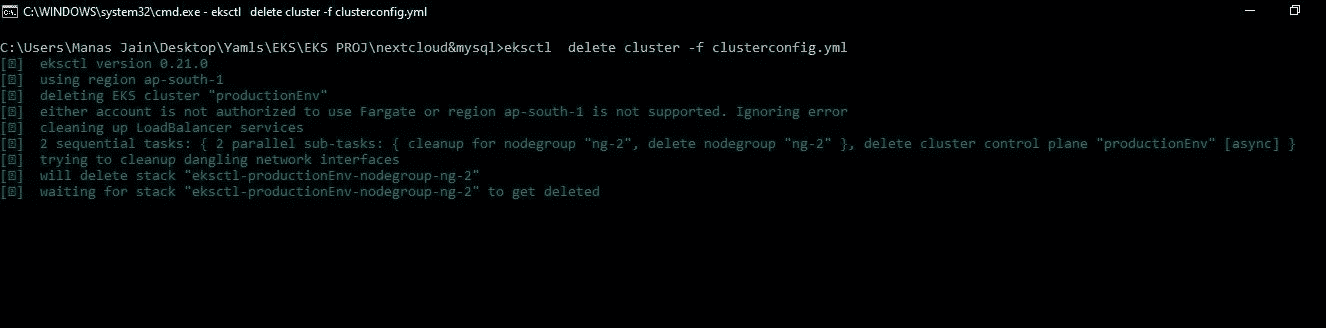 C:\WINDOWS\system32\cmd.exe - eksctl  delete cluster -f clusterconfig.yml
C:\Users\Manas Jain\Desktop\Yamls\EKS\EKS PROJ\nextcloud&mysql>eksctl  delete cluster -f clusterconfig.yml
[⍰]  eksctl version 0.21.0
[⍰]  using region ap-south-1
[⍰]  deleting EKS cluster "productionEnv"
[⍰]  either account is not authorized to use Fargate or region ap-south-1 is not supported. Ignoring error
[⍰]  cleaning up LoadBalancer services
[⍰]  2 sequential tasks: { 2 parallel sub-tasks: { cleanup for nodegroup "ng-2", delete nodegroup "ng-2" }, delete cluster control plane "productionEnv" [async] }
[⍰]  trying to cleanup dangling network interfaces
[⍰]  will delete stack "eksctl-productionEnv-nodegroup-ng-2"
[⍰]  waiting for stack "eksctl-productionEnv-nodegroup-ng-2" to get deleted